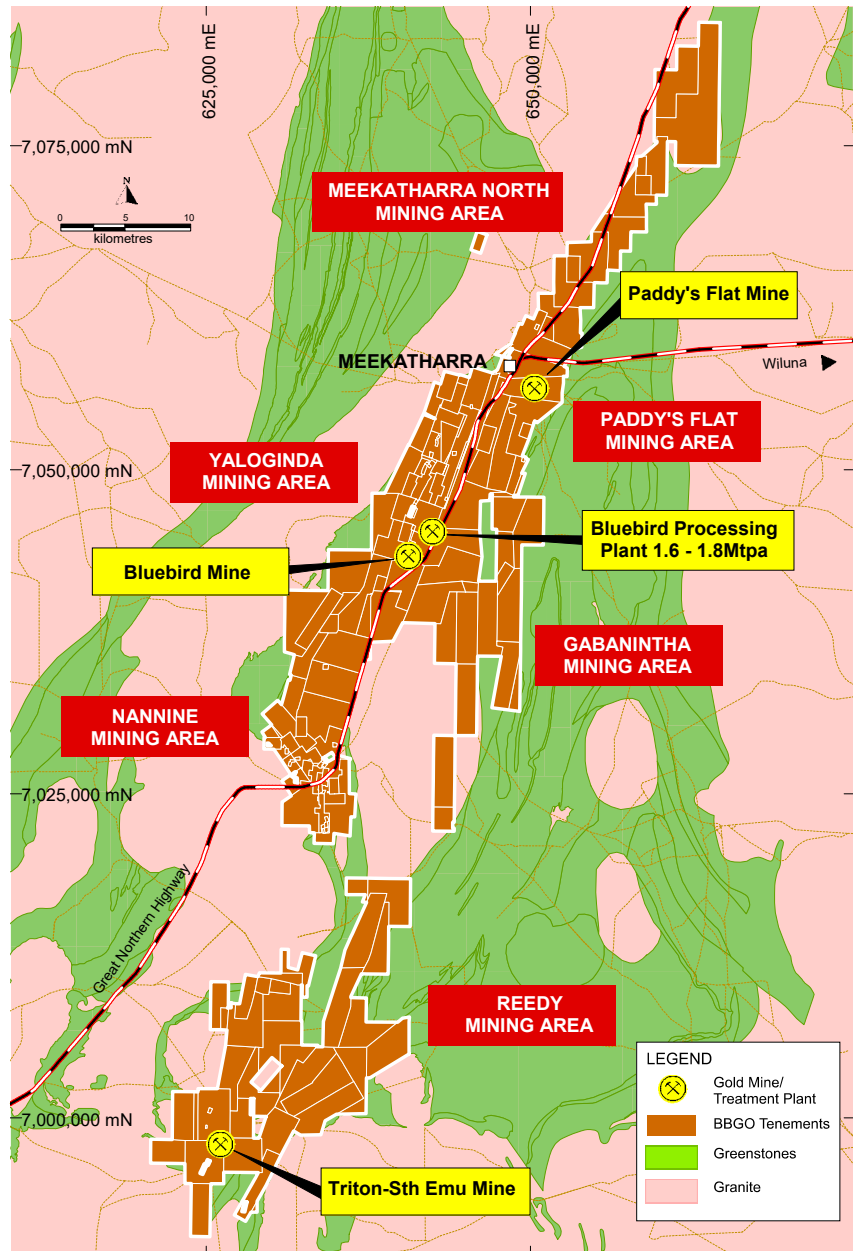 625,000 mE
650,000 mE
7,075,000 mN
N
0 5 10
kilometres
MEEKATHARRA NORTH
MINING AREA
Paddy's Flat Mine
MEEKATHARRA
Wiluna
PADDY'S FLAT
MINING AREA
YALOGINDA
MINING AREA
7,050,000 mN
Bluebird Processing
Plant 1.6 - 1.8Mtpa
Bluebird Mine
GABANINTHA
MINING AREA
NANNINE
MINING AREA
7,025,000 mN
Great Northern Highway
REEDY
MINING AREA
7,000,000 mN
Triton-Sth Emu Mine
LEGEND
Gold Mine/
Treatment Plant
BBGO Tenements
Greenstones
Granite